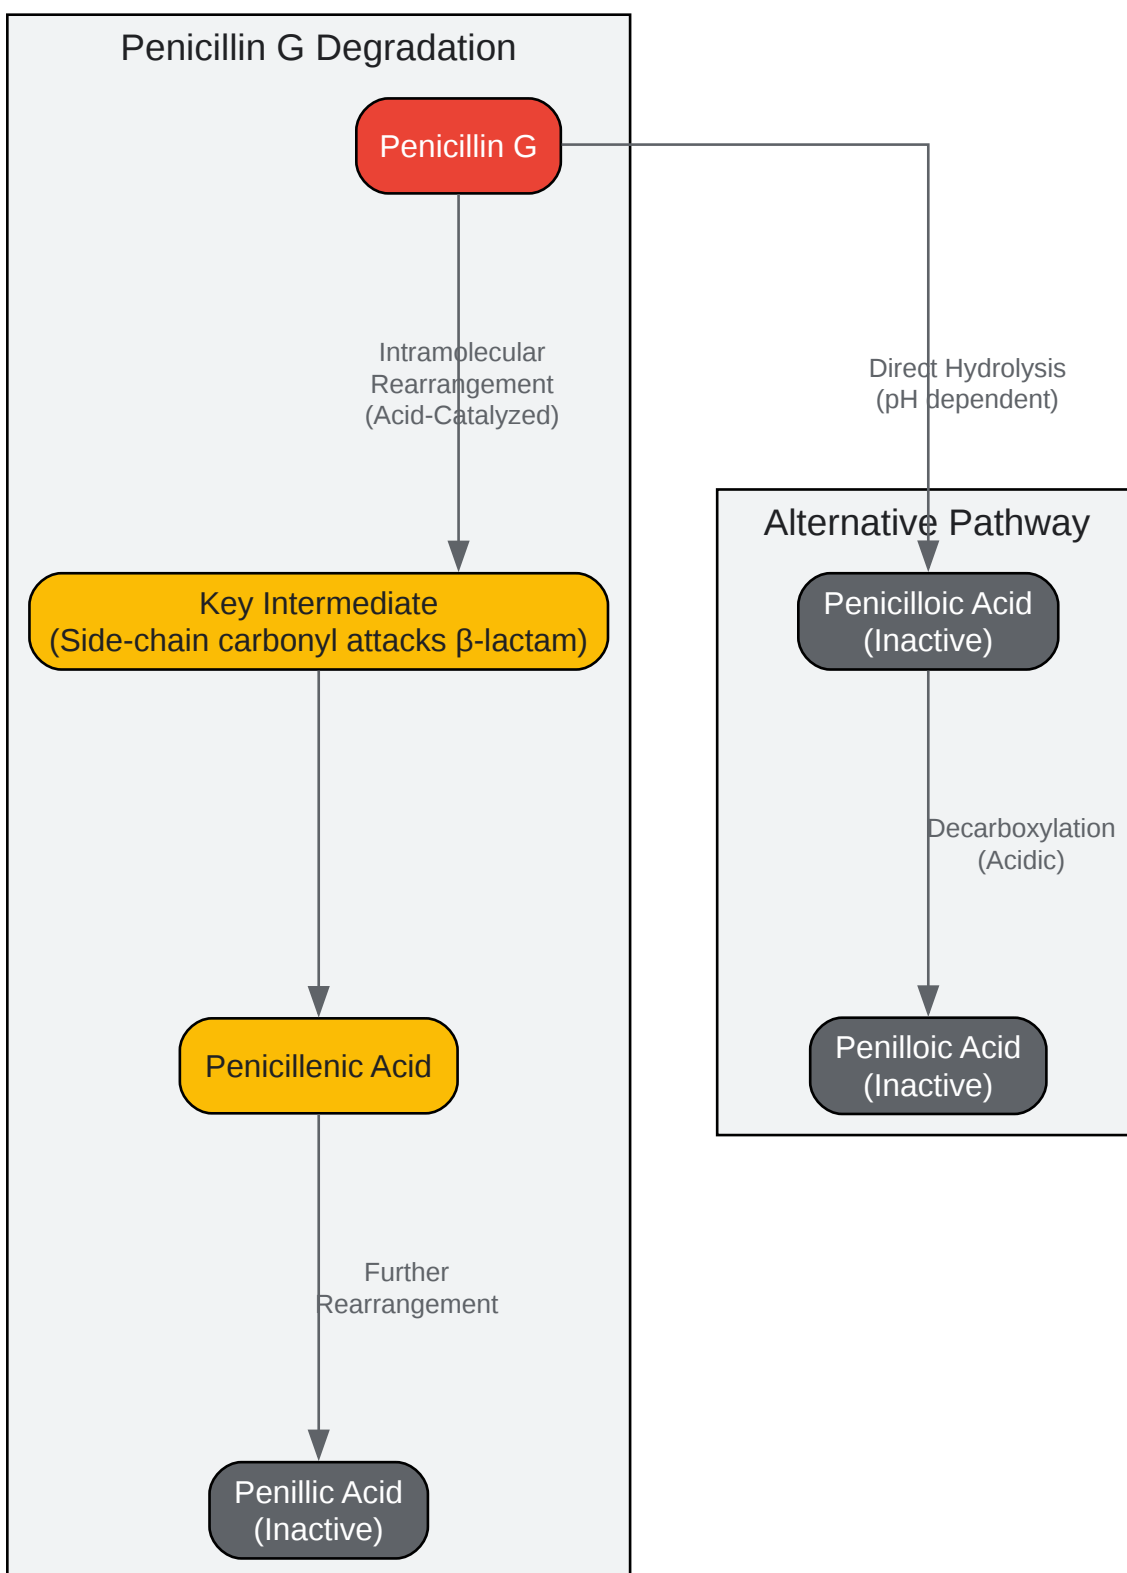 Penicillin G Degradation
Penicillin G
Intramolecular
Rearrangement
(Acid-Catalyzed)
Direct Hydrolysis
(pH dependent)
Alternative Pathway
Key Intermediate
(Side-chain carbonyl attacks β-lactam)
Penicilloic Acid
(Inactive)
Decarboxylation
(Acidic)
Penicillenic Acid
Penilloic Acid
(Inactive)
Further
Rearrangement
Penillic Acid
(Inactive)